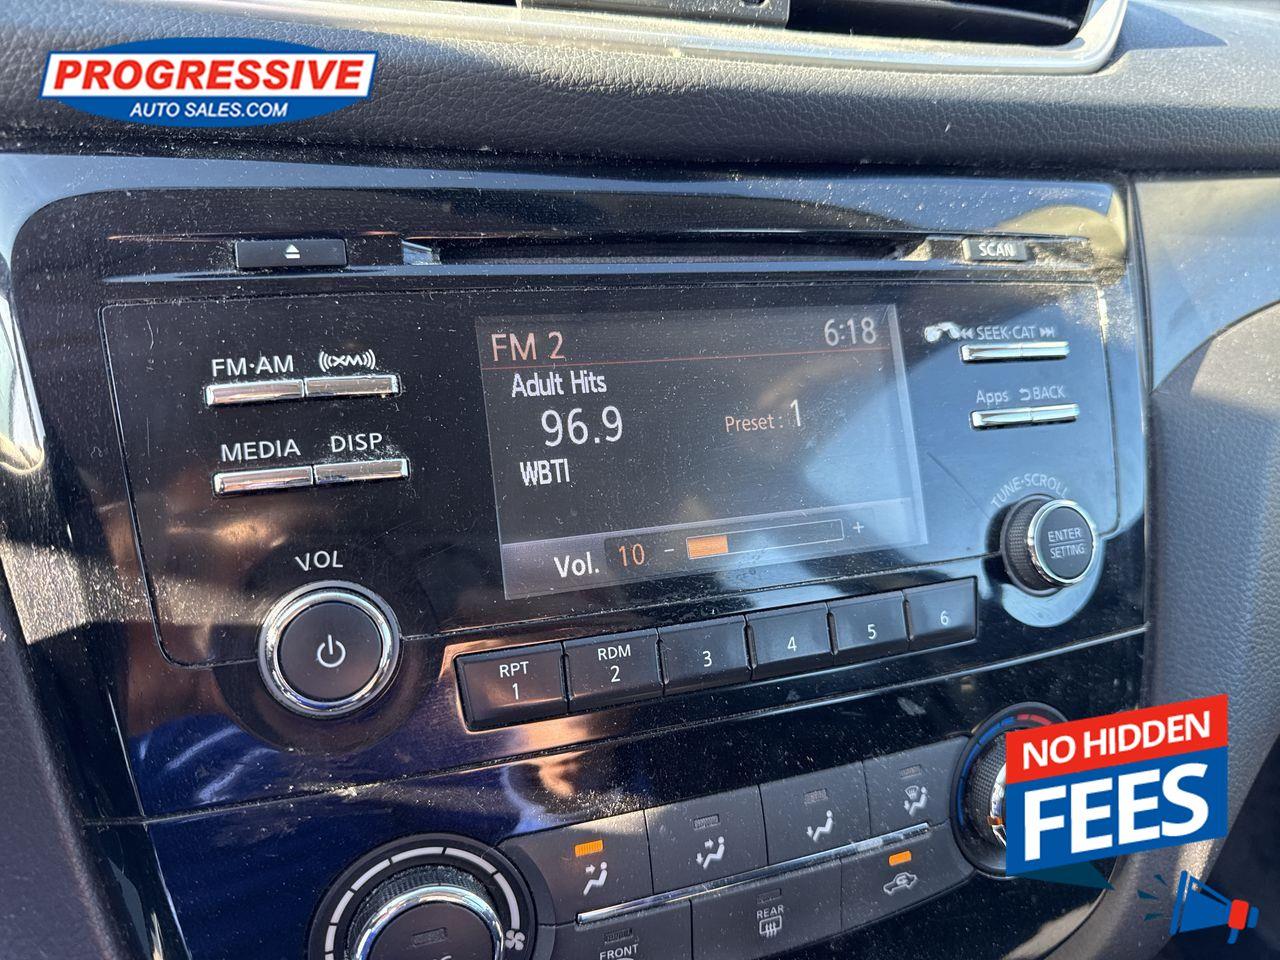 PROGRESSIVE
AUTO SALES.COM
SCAN
FM·AM
XM
MEDIA
DISP
VOL
FM 2
6:18
Adult Hits
96.9
Preset : 1
WBTI
Vol. 10 - +
SEEK·CAT
Apps
BACK
TUNE·SCROLL
ENTER
SETTING
RPT
1
RDM
2
3
4
5
6
REAR
FRONT
NO HIDDEN
FEES